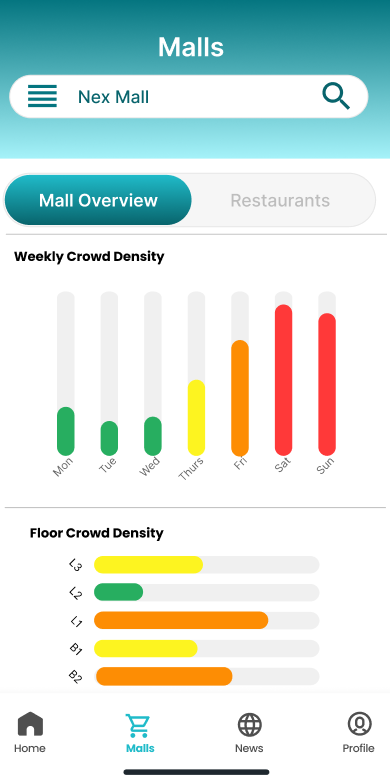 Malls
Nex Mall
Mall Overview Restaurants
Weekly Crowd Density
Mon Tue Wed Thurs Fri Sat Sun
Floor Crowd Density
L3
L2
L1
B1
B2
Home Malls News Profile